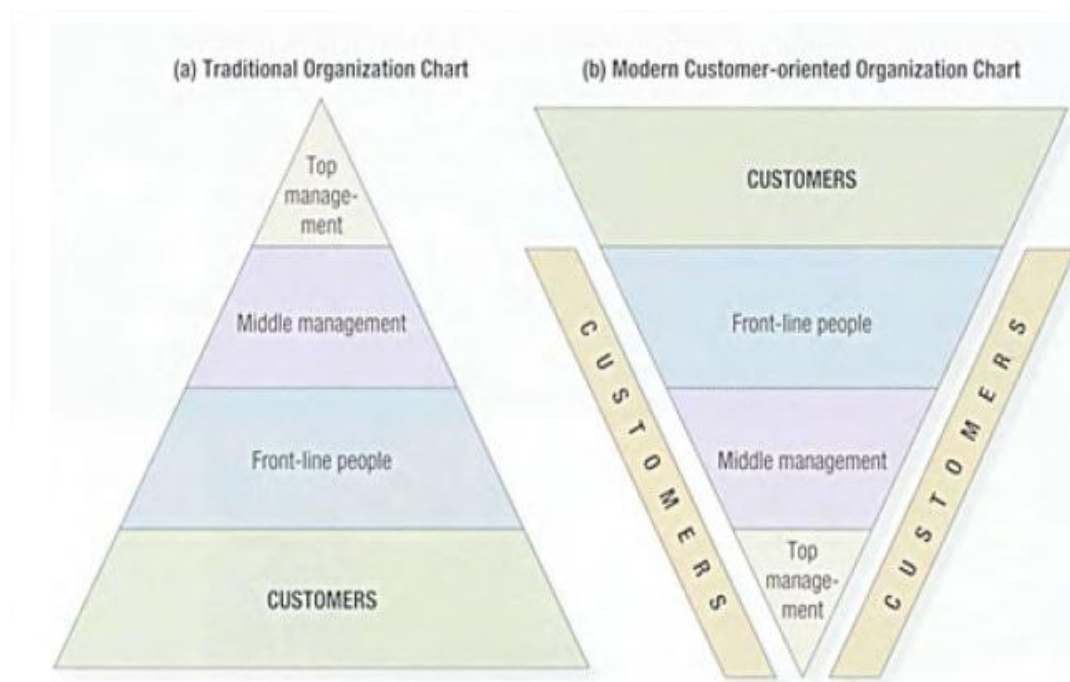 (a) Traditional Organization Chart
Top
manage-
ment
Middle management
Front-line people
CUSTOMERS
(b) Modern Customer-oriented Organization Chart
CUSTOMERS
Front-line people
Middle management
Top
manage-
ment
CUSTOMERS
CUSTOMERS